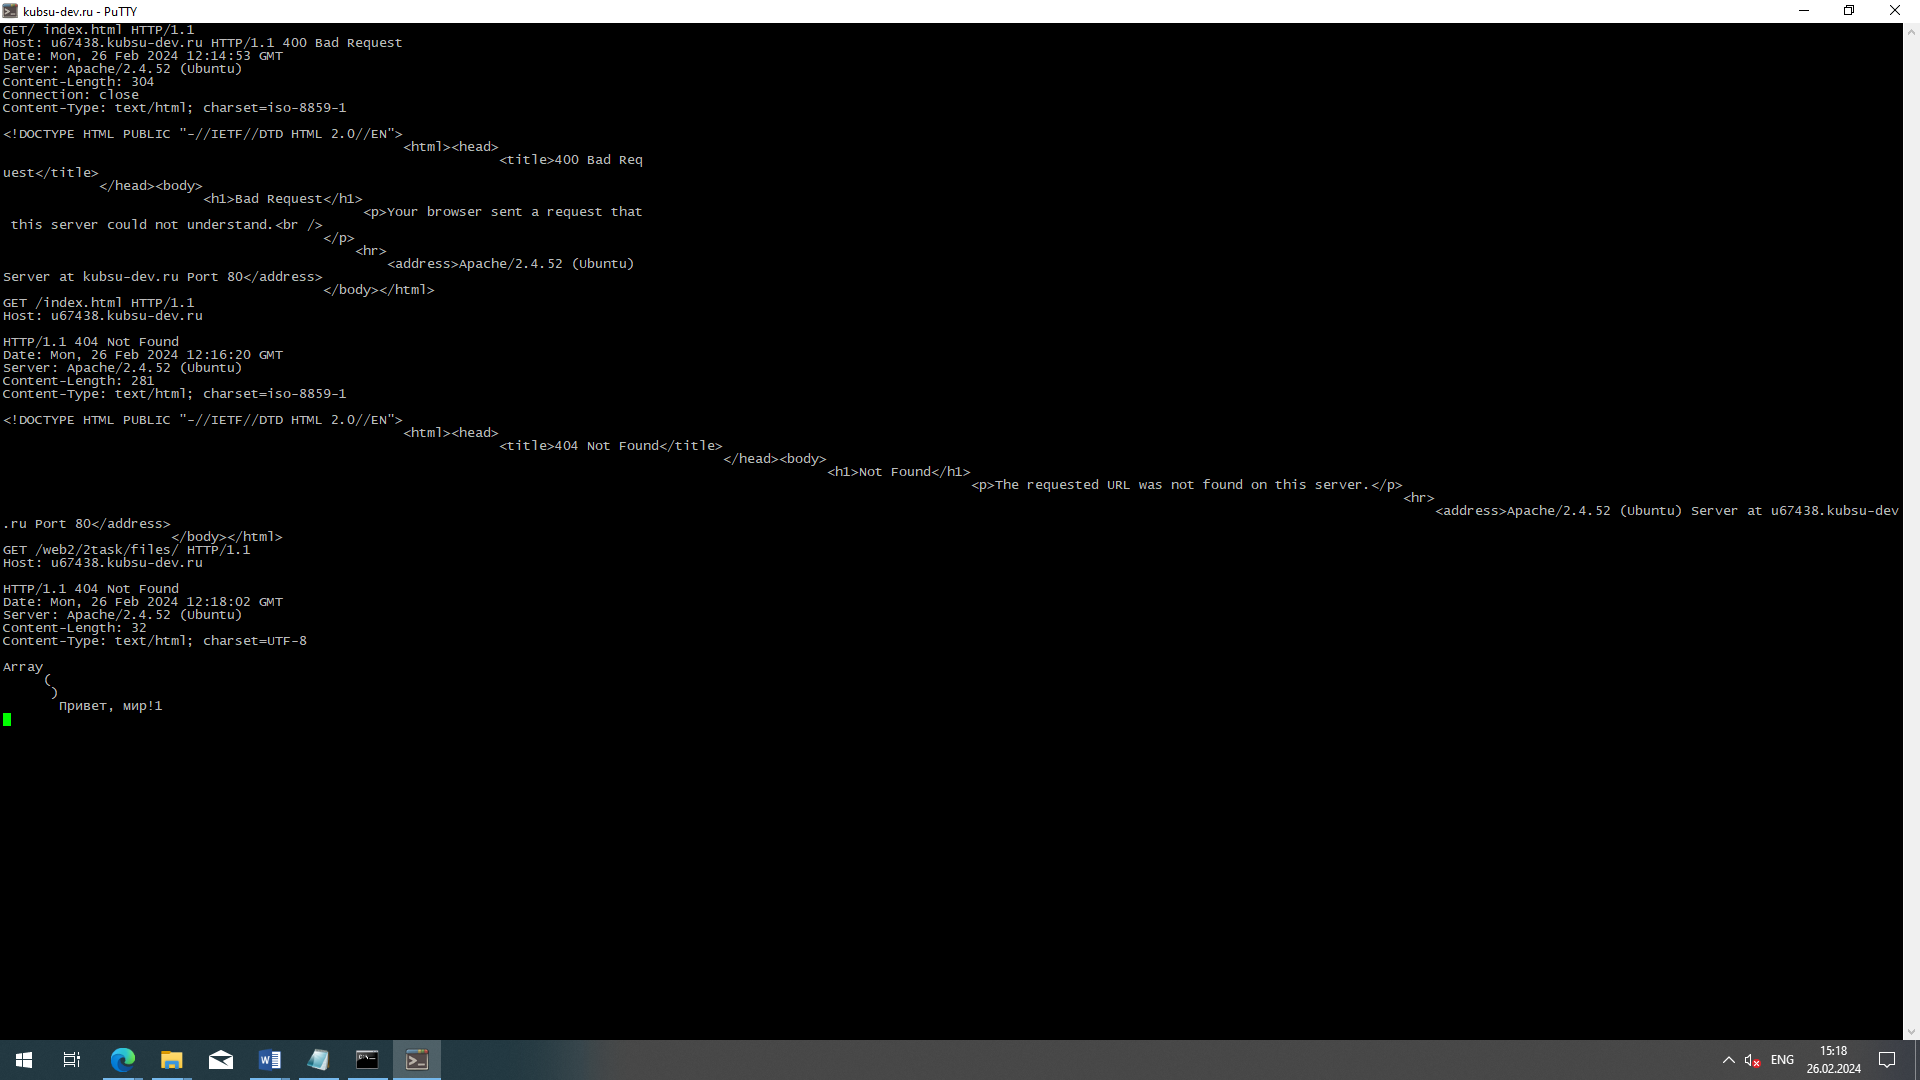 kubsu-dev.ru - PuTTY
GET/ index.html HTTP/1.1
Host: u67438.kubsu-dev.ru HTTP/1.1 400 Bad Request
Date: Mon, 26 Feb 2024 12:14:53 GMT
Server: Apache/2.4.52 (Ubuntu)
Content-Length: 304
Connection: close
Content-Type: text/html; charset=iso-8859-1
<!DOCTYPE HTML PUBLIC "-//IETF//DTD HTML 2.0//EN">
<html><head>
<title>400 Bad Req
uest</title>
</head><body>
<h1>Bad Request</h1>
<p>Your browser sent a request that
this server could not understand.<br />
</p>
<hr>
<address>Apache/2.4.52 (Ubuntu)
Server at kubsu-dev.ru Port 80</address>
</body></html>
GET /index.html HTTP/1.1
Host: u67438.kubsu-dev.ru
HTTP/1.1 404 Not Found
Date: Mon, 26 Feb 2024 12:16:20 GMT
Server: Apache/2.4.52 (Ubuntu)
Content-Length: 281
Content-Type: text/html; charset=iso-8859-1
<!DOCTYPE HTML PUBLIC "-//IETF//DTD HTML 2.0//EN">
<html><head>
<title>404 Not Found</title>
</head><body>
<h1>Not Found</h1>
<p>The requested URL was not found on this server.</p>
<hr>
<address>Apache/2.4.52 (Ubuntu) Server at u67438.kubsu-dev
.ru Port 80</address>
</body></html>
GET /web2/2task/files/ HTTP/1.1
Host: u67438.kubsu-dev.ru
HTTP/1.1 404 Not Found
Date: Mon, 26 Feb 2024 12:18:02 GMT
Server: Apache/2.4.52 (Ubuntu)
Content-Length: 32
Content-Type: text/html; charset=UTF-8
Array
(
)
Привет, мир!1
ENG
15:18
26.02.2024